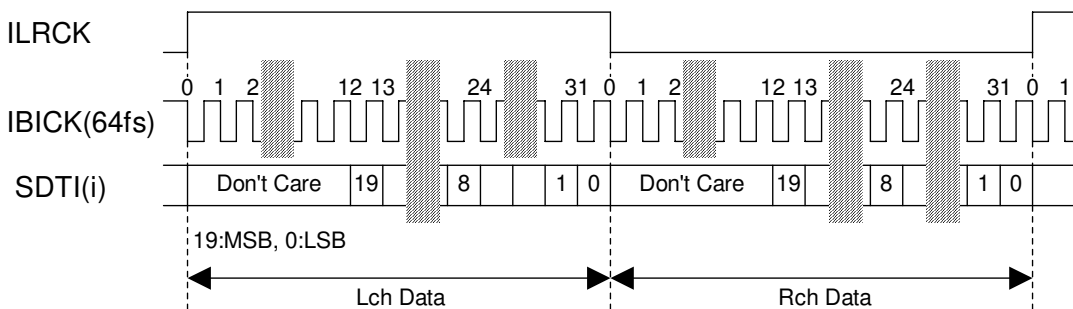 ILRCK
0 1 2 12 13 24 31 0 1 2 12 13 24 31 0 1
IBICK(64fs)
SDTI(i) Don't Care 19 8 1 0 Don't Care 19 8 1 0
19:MSB, 0:LSB
Lch Data Rch Data